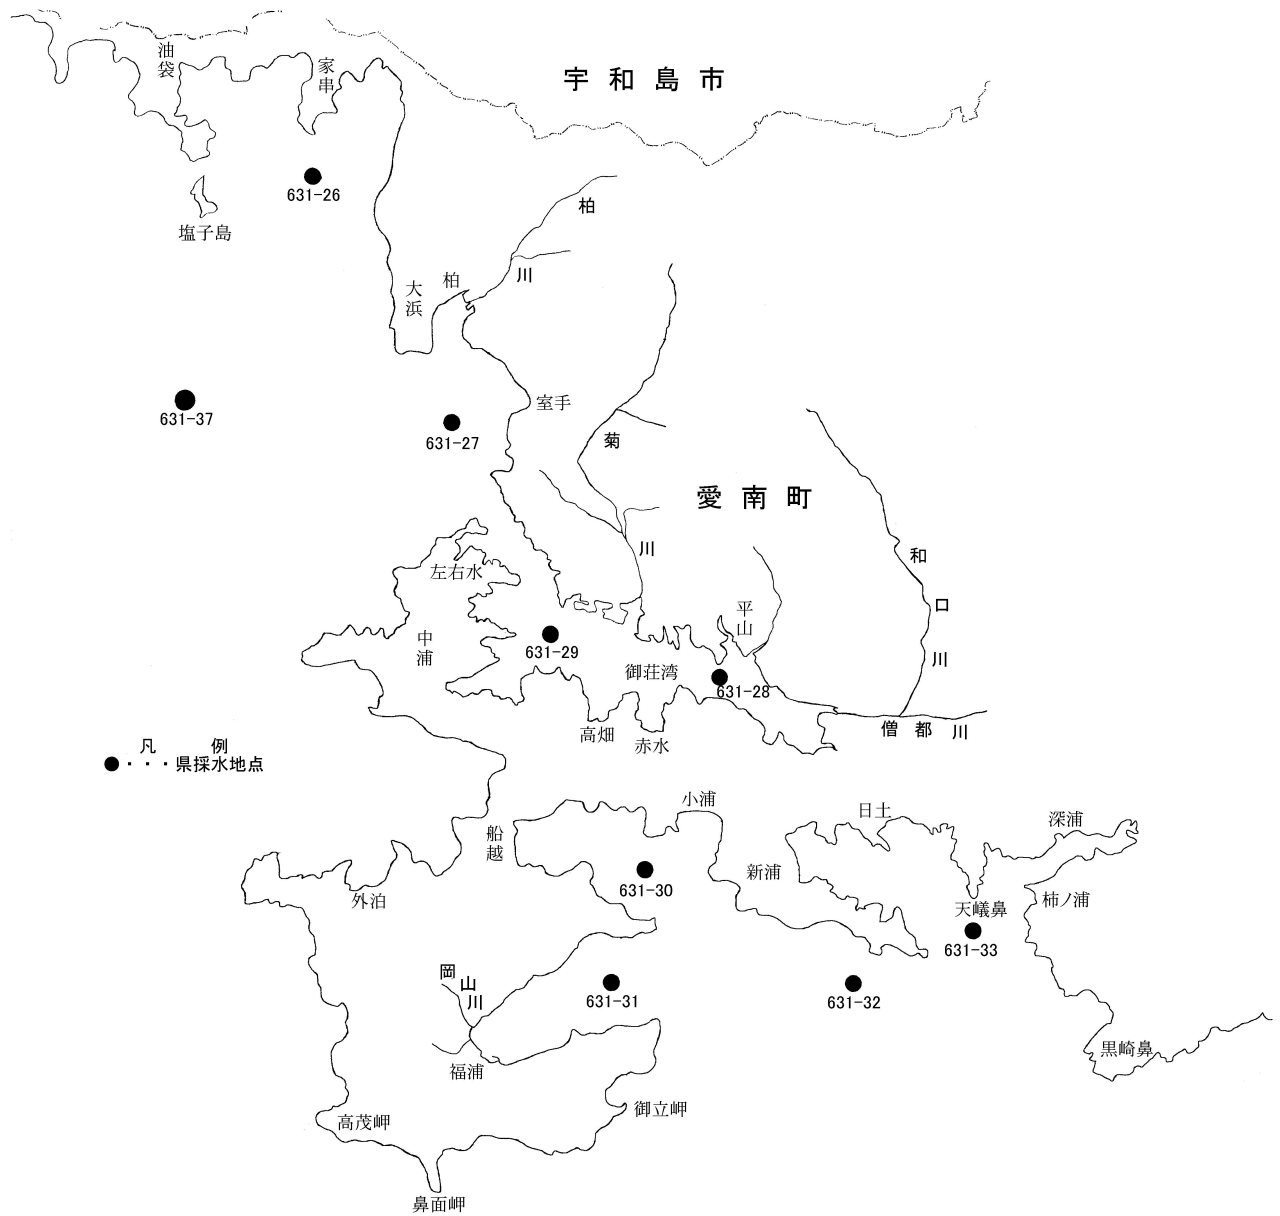 油袋
家串
宇和島市
631-26
塩子島
柏
川
柏
大浜
631-37
631-27
室手
菊
川
愛南町
和
口
川
左右水
中浦
平山
631-29
御荘湾
631-28
高畑
赤水
僧都川
凡 例
●・・・県採水地点
船越
小浦
日土
深浦
外泊
631-30
新浦
天嶬鼻
柿ノ浦
631-33
岡山川
631-31
631-32
福浦
黒崎鼻
高茂岬
御立岬
鼻面岬